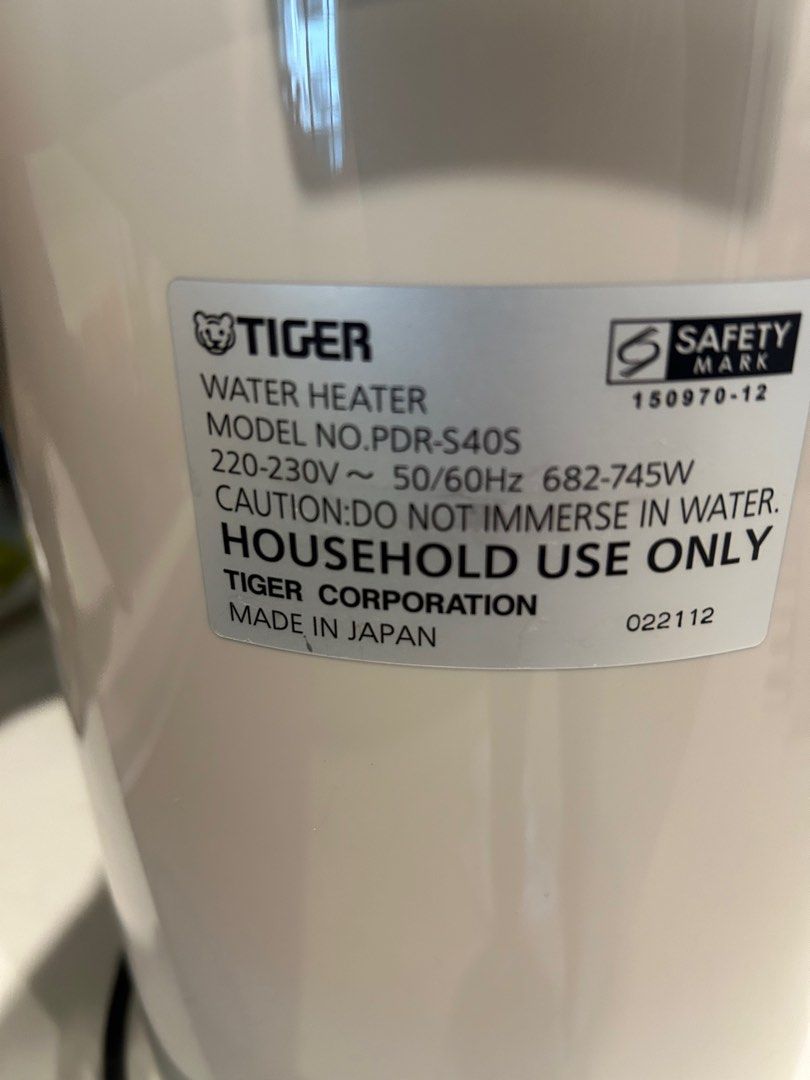 TIGER
SAFETY
MARK
150970-12
WATER HEATER
MODEL NO.PDR-S40S
220-230V～ 50/60Hz 682-745W
CAUTION:DO NOT IMMERSE IN WATER.
HOUSEHOLD USE ONLY
TIGER CORPORATION
MADE IN JAPAN
022112